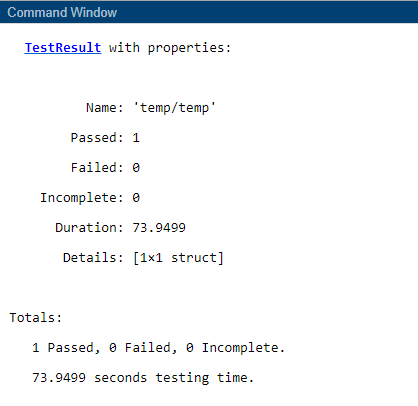 Command Window
TestResult with properties:
Name: 'temp/temp'
Passed: 1
Failed: 0
Incomplete: 0
Duration: 73.9499
Details: [1×1 struct]
Totals:
1 Passed, 0 Failed, 0 Incomplete.
73.9499 seconds testing time.